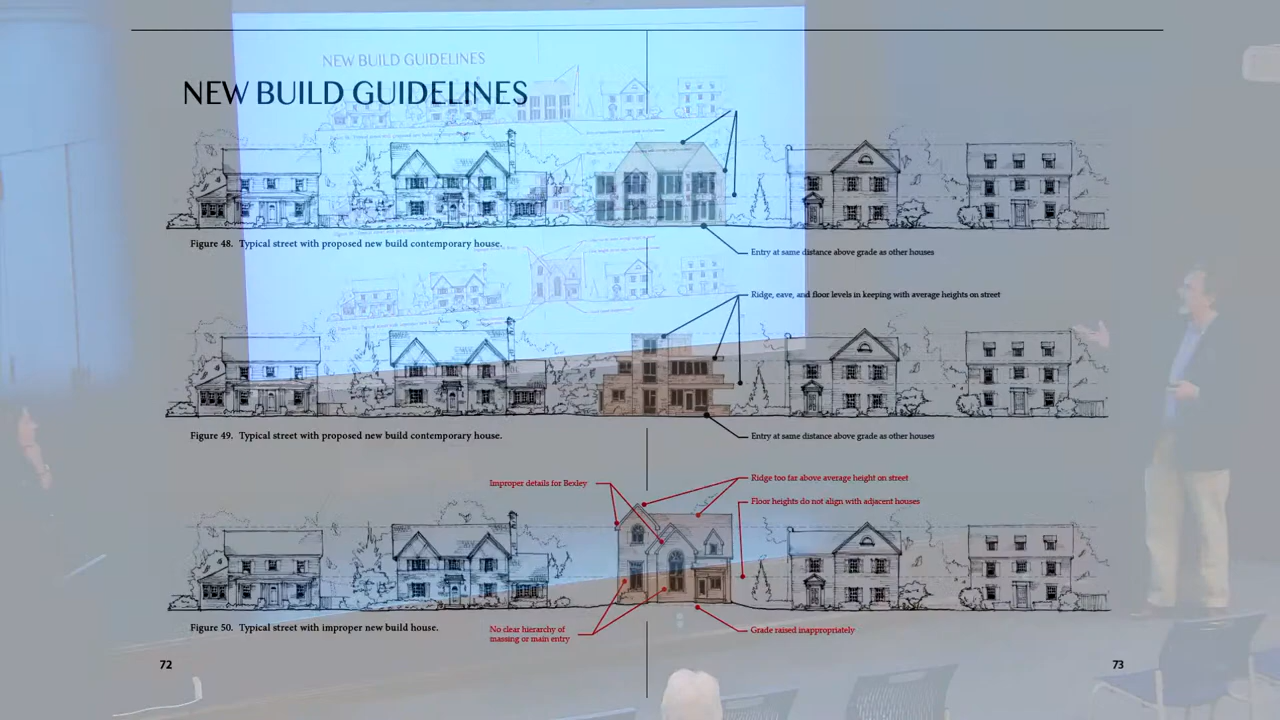 NEW BUILD GUIDELINES
NEW BUILD GUIDELINES
Figure 48. Typical street with proposed new build contemporary house.
Entry at same distance above grade as other houses
Ridge, eave, and floor levels in keeping with average heights on street
Figure 49. Typical street with proposed new build contemporary house.
Entry at same distance above grade as other houses
Improper details for Bexley
Ridge too far above average height on street
Floor heights do not align with adjacent houses
Figure 50. Typical street with improper new build house.
No clear hierarchy of
massing or main entry
Grade raised inappropriately
72
73